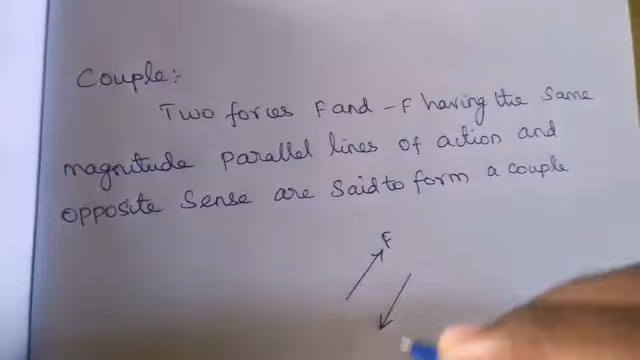 Couple:-
Two forces F and -F having the same
magnitude parallel lines of action and
opposite sense are said to form a couple
F